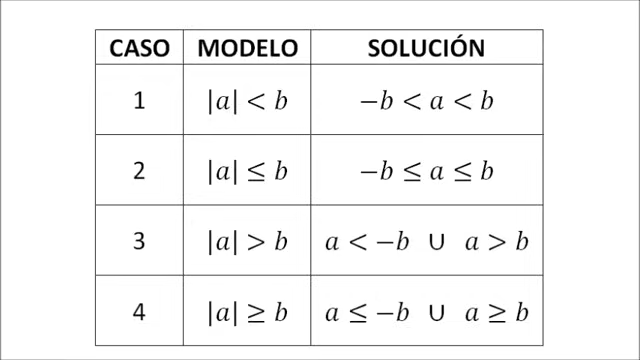 CASO MODELO SOLUCIÓN
1 |a| < b −b < a < b
2 |a| ≤ b −b ≤ a ≤ b
3 |a| > b a < −b ∪ a > b
4 |a| ≥ b a ≤ −b ∪ a ≥ b